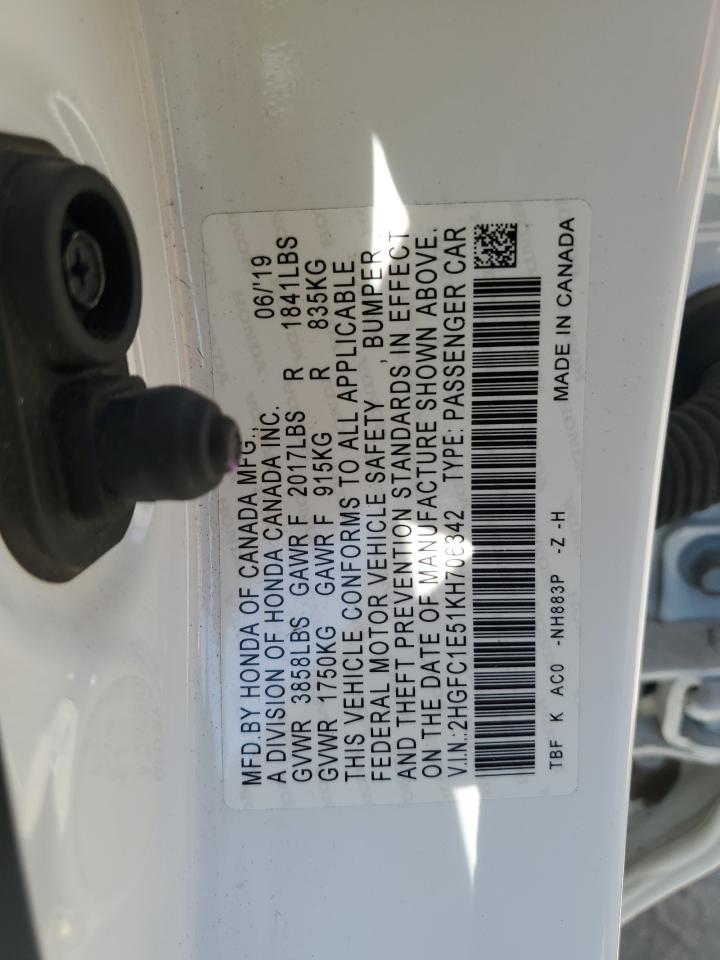 MFD.BY HONDA OF CANADA MFG.,
A DIVISION OF HONDA CANADA INC. 06/'19
GVWR 3858LBS GAWR F 2017LBS R 1841LBS
GVWR 1750KG GAWR F 915KG R 835KG
THIS VEHICLE CONFORMS TO ALL APPLICABLE
FEDERAL MOTOR VEHICLE SAFETY ,BUMPER
AND THEFT PREVENTION STANDARDS IN EFFECT
ON THE DATE OF MANUFACTURE SHOWN ABOVE.
V.I.N.:2HGFC1E51KH706342 TYPE: PASSENGER CAR
TBF K AC0 -NH883P -Z -H MADE IN CANADA